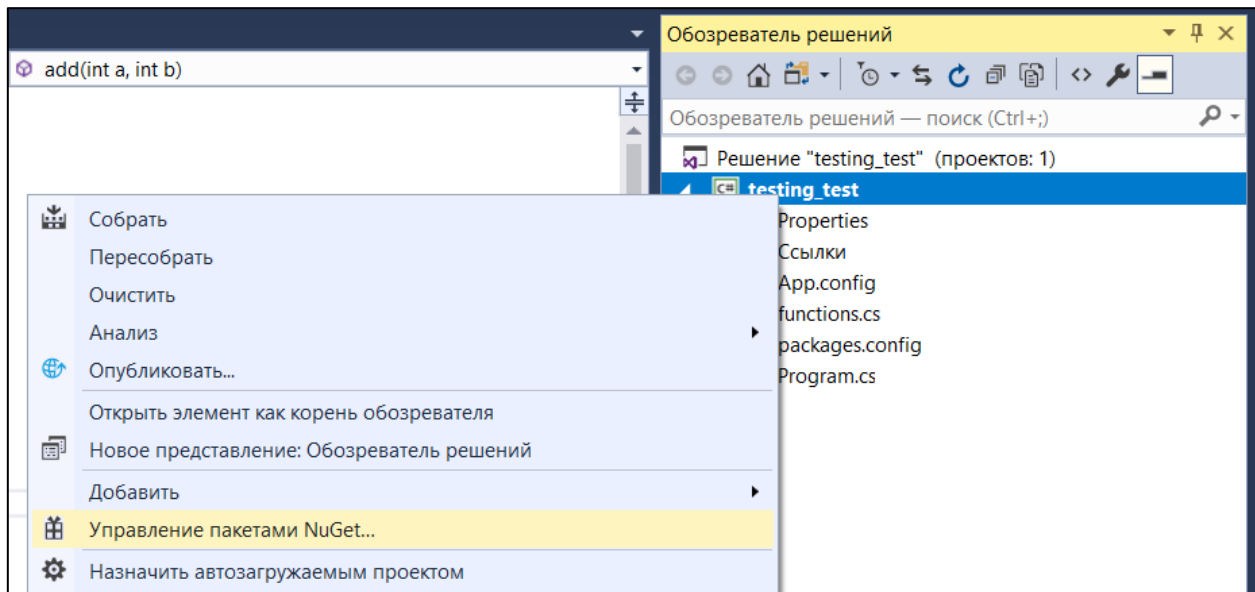 add(int a, int b)
Обозреватель решений
Обозреватель решений — поиск (Ctrl+;)
Решение "testing_test" (проектов: 1)
C# testing_test
Properties
Ссылки
App.config
functions.cs
packages.config
Program.cs
Собрать
Пересобрать
Очистить
Анализ
Опубликовать...
Открыть элемент как корень обозревателя
Новое представление: Обозреватель решений
Добавить
Управление пакетами NuGet...
Назначить автозагружаемым проектом